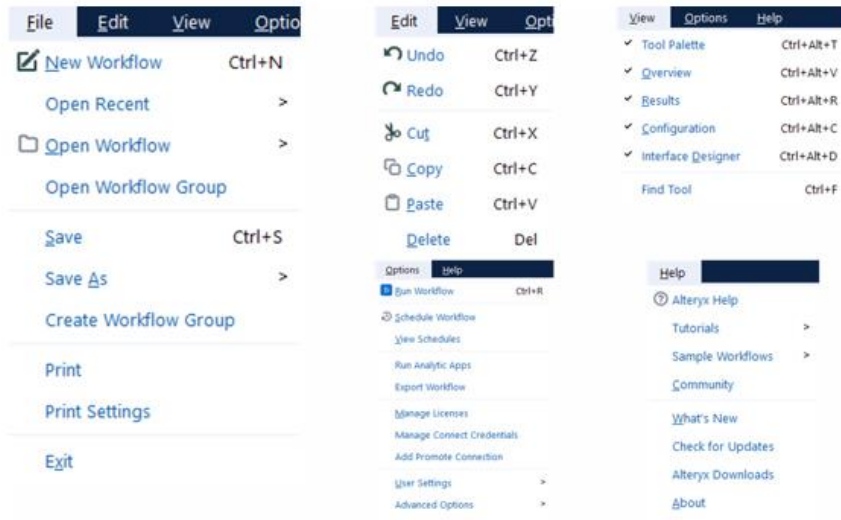 File Edit View Optio
New Workflow Ctrl+N
Open Recent >
Open Workflow >
Open Workflow Group
Save Ctrl+S
Save As >
Create Workflow Group
Print
Print Settings
Exit
Edit View Opti
Undo Ctrl+Z
Redo Ctrl+Y
Cut Ctrl+X
Copy Ctrl+C
Paste Ctrl+V
Delete Del
View Options Help
Tool Palette Ctrl+Alt+T
Overview Ctrl+Alt+V
Results Ctrl+Alt+R
Configuration Ctrl+Alt+C
Interface Designer Ctrl+Alt+D
Find Tool Ctrl+F
Options Help
Run Workflow Ctrl+R
Schedule Workflow
View Schedules
Run Analytic Apps
Export Workflow
Manage Licenses
Manage Connect Credentials
Add Promote Connection
User Settings >
Advanced Options >
Help
Alteryx Help
Tutorials >
Sample Workflows >
Community
What's New
Check for Updates
Alteryx Downloads
About